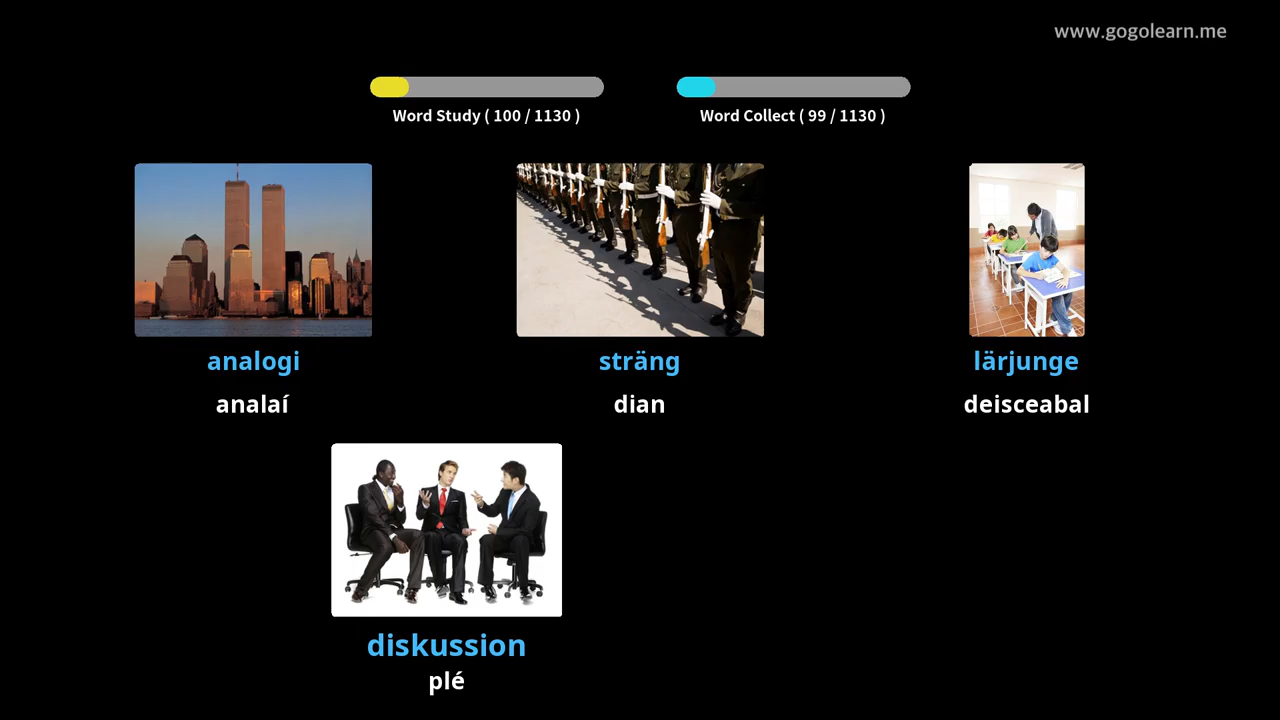 www.gogolearn.me
Word Study ( 100 / 1130 )
Word Collect ( 99 / 1130 )
analogi
sträng
lärjunge
analaí
dian
deisceabal
diskussion
plé